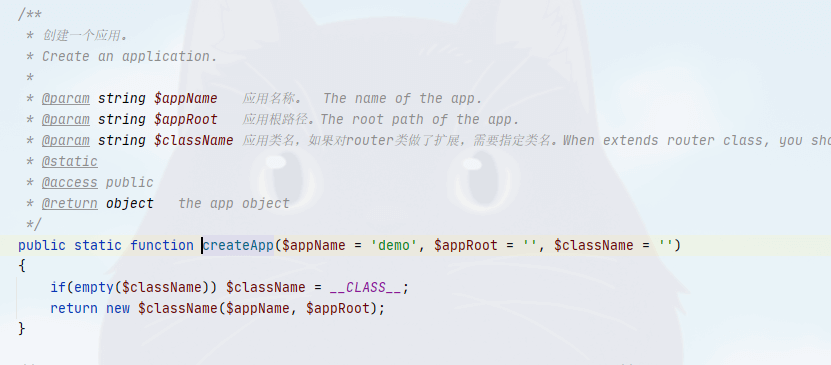 /**
* 创建一个应用。
* Create an application.
*
* @param string $appName 应用名称。 The name of the app.
* @param string $appRoot 应用根路径。The root path of the app.
* @param string $className 应用类名，如果对router类做了扩展，需要指定类名。When extends router class, you
* @static
* @access public
* @return object the app object
*/
public static function createApp($appName = 'demo', $appRoot = '', $className = '')
{
if(empty($className)) $className = __CLASS__;
return new $className($appName, $appRoot);
}